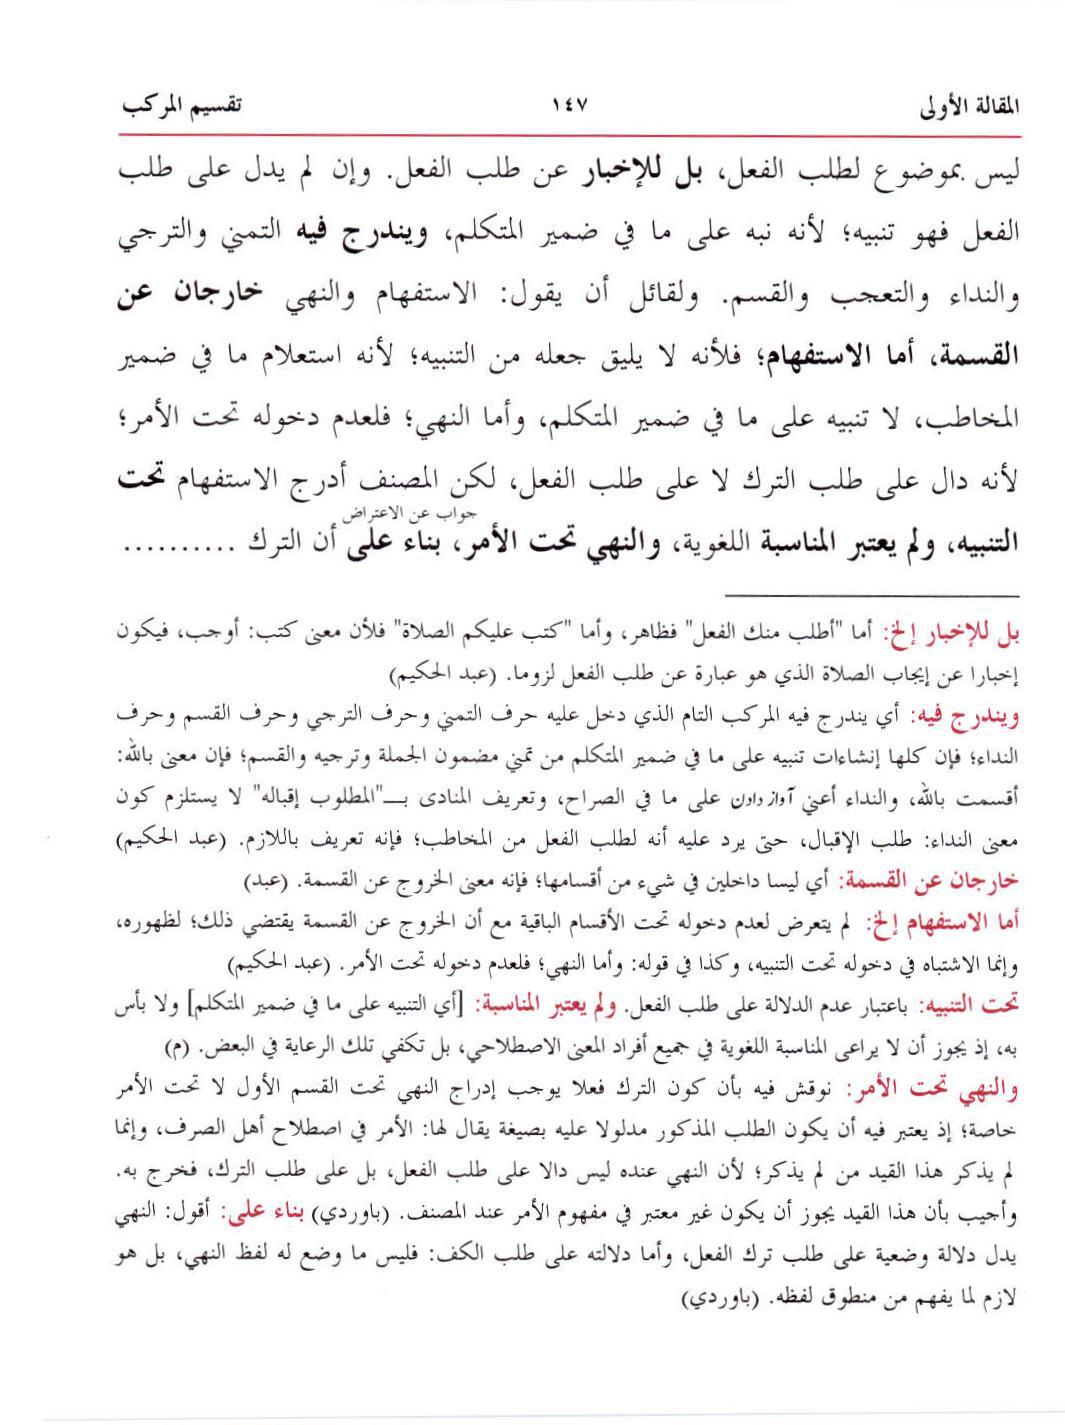 المقالة الأولى ١٤٧ تقسيم المركب
ليس بموضوع لطلب الفعل، بل للإخبار عن طلب الفعل. وإن لم يدل على طلب
الفعل فهو تنبيه؛ لأنه نبه على ما في ضمير المتكلم، ويندرج فيه التمني والترجي
والنداء والتعجب والقسم. ولقائل أن يقول: الاستفهام والنهي خارجان عن
القسمة، أما الاستفهام؛ فلأنه لا يليق جعله من التنبيه؛ لأنه استعلام ما في ضمير
المخاطب، لا تنبيه على ما في ضمير المتكلم، وأما النهي؛ فلعدم دخوله تحت الأمر؛
لأنه دال على طلب الترك لا على طلب الفعل، لكن المصنف أدرج الاستفهام تحت
جواب عن الاعتراض
التنبيه، ولم يعتبر المناسبة اللغوية، والنهي تحت الأمر، بناء على أن الترك ..........
بل للإخبار إلخ: أما "أطلب منك الفعل" فظاهر، وأما "كتب عليكم الصلاة" فلأن معنى كتب: أوجب، فيكون
إخبارا عن إيجاب الصلاة الذي هو عبارة عن طلب الفعل لزوما. (عبد الحكيم)
ويندرج فيه: أي يندرج فيه المركب التام الذي دخل عليه حرف التمني وحرف الترجي وحرف القسم وحرف
النداء؛ فإن كلها إنشاءات تنبيه على ما في ضمير المتكلم من تمني مضمون الجملة وترجيه والقسم؛ فإن معنى بالله:
أقسمت بالله، والنداء أعني آواز دادن على ما في الصراح، وتعريف المنادى بــ"المطلوب إقباله" لا يستلزم كون
معنى النداء: طلب الإقبال، حتى يرد عليه أنه لطلب الفعل من المخاطب؛ فإنه تعريف باللازم. (عبد الحكيم)
خارجان عن القسمة: أي ليسا داخلين في شيء من أقسامها؛ فإنه معنى الخروج عن القسمة. (عبد)
أما الاستفهام إلخ: لم يتعرض لعدم دخوله تحت الأقسام الباقية مع أن الخروج عن القسمة يقتضي ذلك؛ لظهوره،
وإنما الاشتباه في دخوله تحت التنبيه، وكذا في قوله: وأما النهي؛ فلعدم دخوله تحت الأمر. (عبد الحكيم)
تحت التنبيه: باعتبار عدم الدلالة على طلب الفعل. ولم يعتبر المناسبة: [أي التنبيه على ما في ضمير المتكلم] ولا بأس
به، إذ يجوز أن لا يراعى المناسبة اللغوية في جميع أفراد المعنى الاصطلاحي، بل تكفي تلك الرعاية في البعض. (م)
والنهي تحت الأمر: نوقش فيه بأن كون الترك فعلا يوجب إدراج النهي تحت القسم الأول لا تحت الأمر
خاصة؛ إذ يعتبر فيه أن يكون الطلب المذكور مدلولا عليه بصيغة يقال لها: الأمر في اصطلاح أهل الصرف، وإنما
لم يذكر هذا القيد من لم يذكر؛ لأن النهي عنده ليس دالا على طلب الفعل، بل على طلب الترك، فخرج به.
وأجيب بأن هذا القيد يجوز أن يكون غير معتبر في مفهوم الأمر عند المصنف. (باوردي) بناء على: أقول: النهي
يدل دلالة وضعية على طلب ترك الفعل، وأما دلالته على طلب الكف: فليس ما وضع له لفظ النهي، بل هو
لازم لما يفهم من منطوق لفظه. (باوردي)